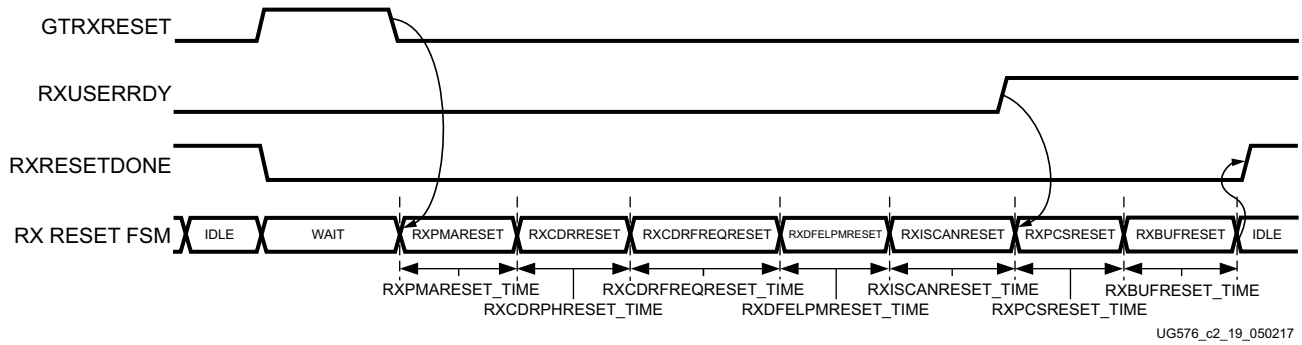 GTRXRESET
RXUSERRDY
RXRESETDONE
RX RESET FSM IDLE WAIT RXPMARESET RXCDRRESET RXCDRFREQRESET RXDFELPMRESET RXISCANRESET RXPCSRESET RXBUFRESET IDLE
RXPMARESET_TIME RXCDRFREQRESET_TIME RXISCANRESET_TIME RXBUFRESET_TIME
RXCDRPHRESET_TIME RXDFELPMRESET_TIME RXPCSRESET_TIME
UG576_c2_19_050217